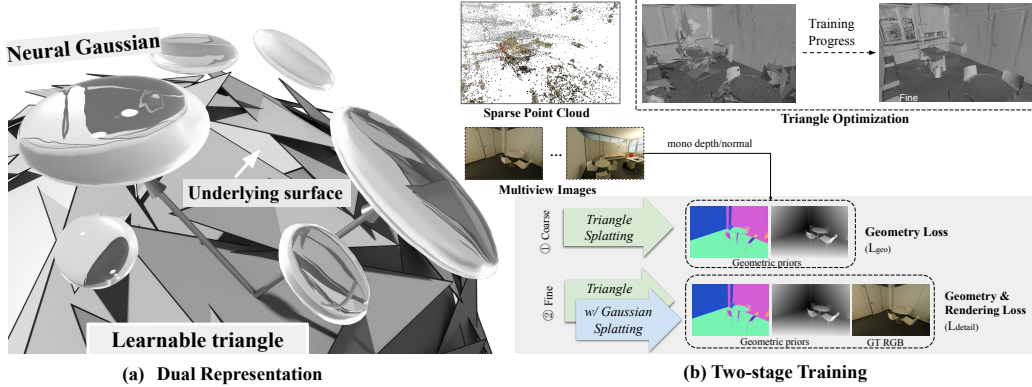 Neural Gaussian
Underlying surface
Learnable triangle
(a) Dual Representation
Sparse Point Cloud
...
Multiview Images
Training
Progress
Fine
Triangle Optimization
mono depth/normal
① Coarse
Triangle
Splatting
Geometric priors
Geometry Loss
(Lgeo)
② Fine
Triangle
w/ Gaussian
Splatting
Geometric priors
GT RGB
Geometry &
Rendering Loss
(Ldetail)
(b) Two-stage Training